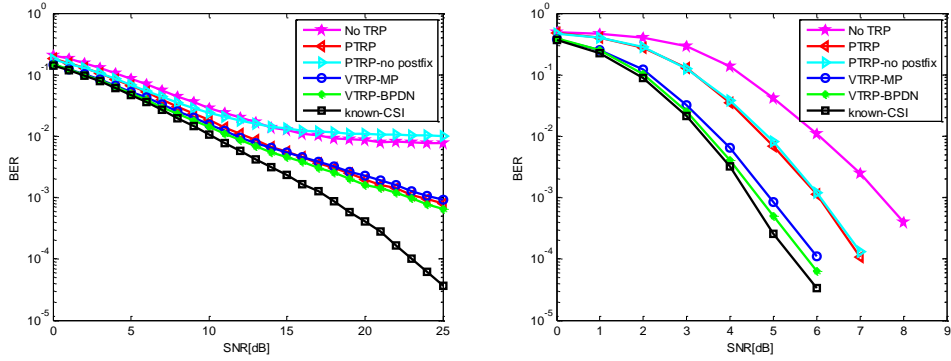 10^0
10^-1
10^-2
10^-3
10^-4
10^-5
BER
0 5 10 15 20 25
SNR[dB]
No TRP
PTRP
PTRP-no postfix
VTRP-MP
VTRP-BPDN
known-CSI
10^0
10^-1
10^-2
10^-3
10^-4
10^-5
BER
0 1 2 3 4 5 6 7 8 9
SNR[dB]
No TRP
PTRP
PTRP-no postfix
VTRP-MP
VTRP-BPDN
known-CSI